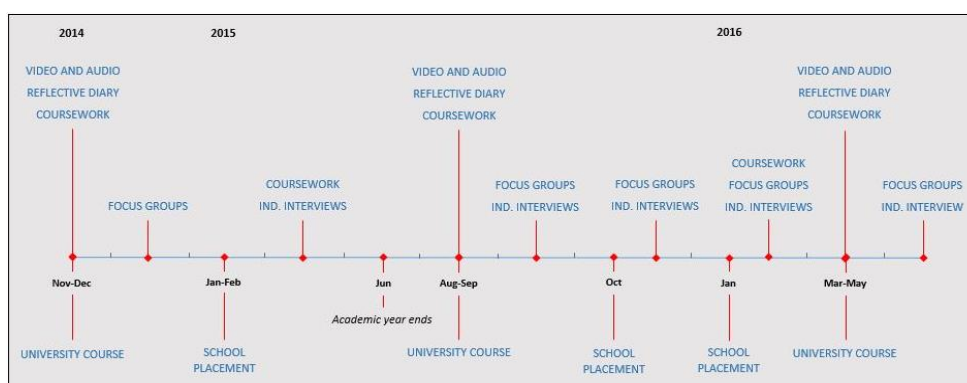 2014 2015 2016
VIDEO AND AUDIO
REFLECTIVE DIARY
COURSEWORK
VIDEO AND AUDIO
REFLECTIVE DIARY
COURSEWORK
VIDEO AND AUDIO
REFLECTIVE DIARY
COURSEWORK
FOCUS GROUPS
COURSEWORK
IND. INTERVIEWS
FOCUS GROUPS
IND. INTERVIEWS
FOCUS GROUPS
IND. INTERVIEWS
COURSEWORK
FOCUS GROUPS
IND. INTERVIEWS
FOCUS GROUPS
IND. INTERVIEW
Nov-Dec Jan-Feb Jun Aug-Sep Oct Jan Mar-May
Academic year ends
UNIVERSITY COURSE
SCHOOL
PLACEMENT
UNIVERSITY COURSE
SCHOOL
PLACEMENT
SCHOOL
PLACEMENT
UNIVERSITY COURSE